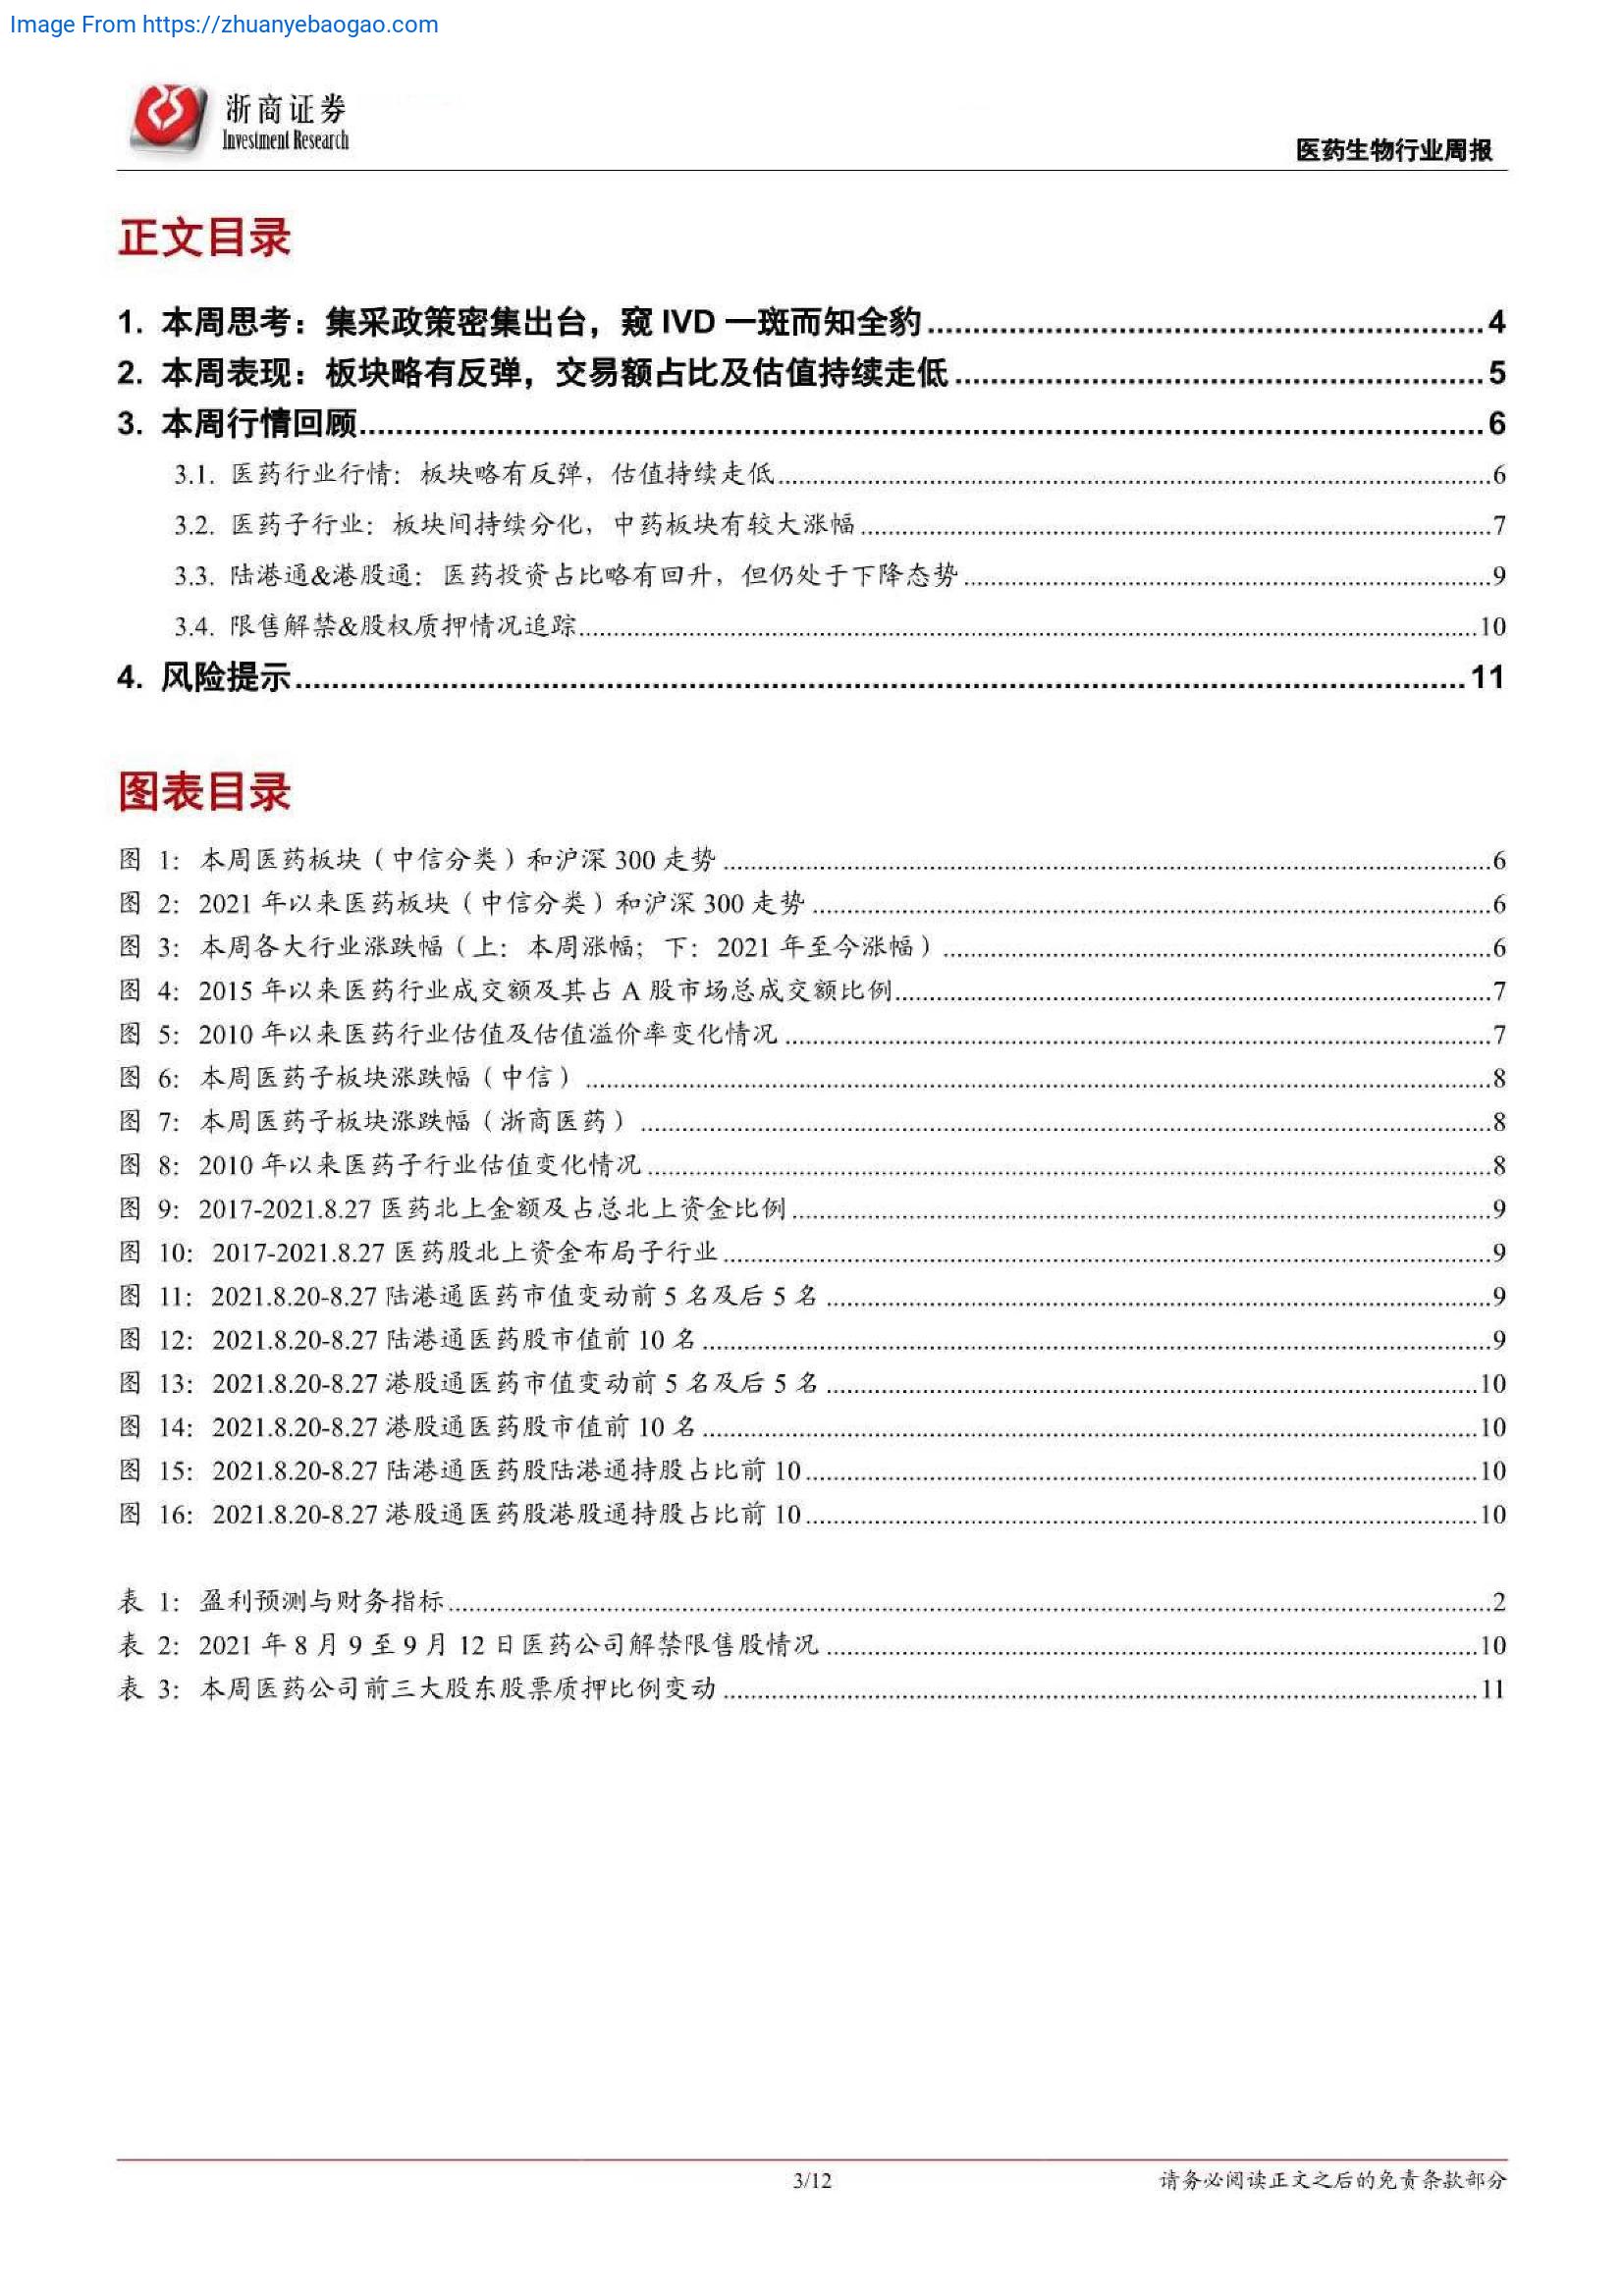 Image From https://zhuanyebaogao.com
浙商证券
Investment Research
医药生物行业周报
正文目录
1. 本周思考：集采政策密集出台，窥 IVD 一斑而知全豹 4
2. 本周表现：板块略有反弹，交易额占比及估值持续走低 5
3. 本周行情回顾 6
3.1. 医药行业行情：板块略有反弹，估值持续走低 6
3.2. 医药子行业：板块间持续分化，中药板块有较大涨幅 7
3.3. 陆港通&港股通：医药投资占比略有回升，但仍处于下降态势 9
3.4. 限售解禁&股权质押情况追踪 10
4. 风险提示 11
图表目录
图 1：本周医药板块（中信分类）和沪深 300 走势 6
图 2：2021 年以来医药板块（中信分类）和沪深 300 走势 6
图 3：本周各大行业涨跌幅（上：本周涨幅；下：2021 年至今涨幅） 6
图 4：2015 年以来医药行业成交额及其占 A 股市场总成交额比例 7
图 5：2010 年以来医药行业估值及估值溢价率变化情况 7
图 6：本周医药子板块涨跌幅（中信） 8
图 7：本周医药子板块涨跌幅（浙商医药） 8
图 8：2010 年以来医药子行业估值变化情况 8
图 9：2017-2021.8.27 医药北上金额及占总北上资金比例 9
图 10：2017-2021.8.27 医药股北上资金布局子行业 9
图 11：2021.8.20-8.27 陆港通医药市值变动前 5 名及后 5 名 9
图 12：2021.8.20-8.27 陆港通医药股市值前 10 名 9
图 13：2021.8.20-8.27 港股通医药市值变动前 5 名及后 5 名 10
图 14：2021.8.20-8.27 港股通医药股市值前 10 名 10
图 15：2021.8.20-8.27 陆港通医药股陆港通持股占比前 10 10
图 16：2021.8.20-8.27 港股通医药股港股通持股占比前 10 10
表 1：盈利预测与财务指标 2
表 2：2021 年 8 月 9 至 9 月 12 日医药公司解禁限售股情况 10
表 3：本周医药公司前三大股东股票质押比例变动 11
3/12
请务必阅读正文之后的免责条款部分